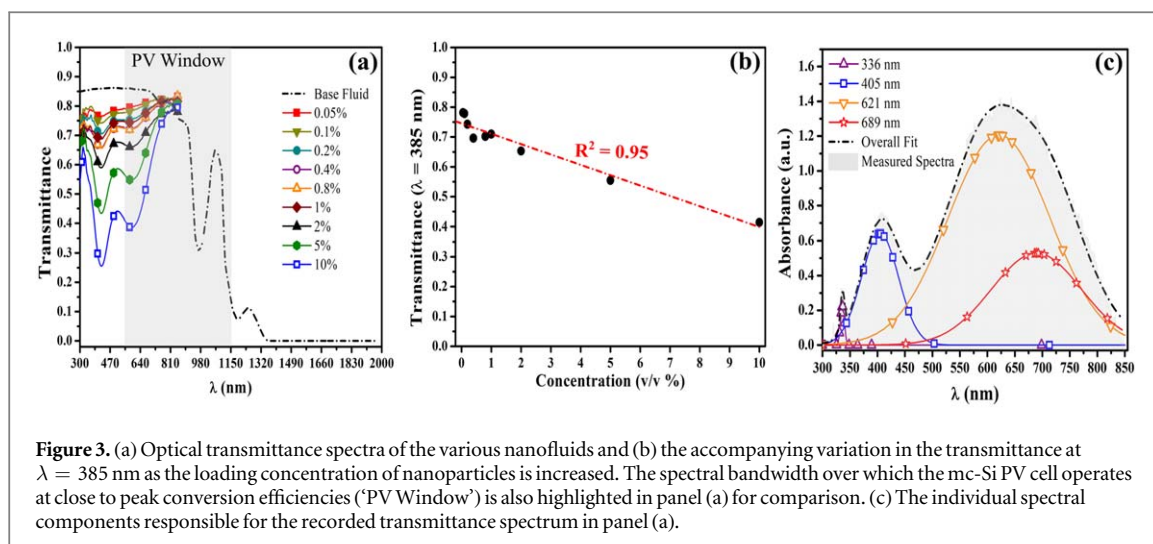 (a)
PV Window
Base Fluid
0.05%
0.1%
0.2%
0.4%
0.8%
1%
2%
5%
10%
Transmittance
1.0
0.9
0.8
0.7
0.6
0.5
0.4
0.3
0.2
0.1
0.0
300 470 640 810 980 1150 1320 1490 1660 1830 2000
λ (nm)
(b)
Transmittance (λ = 385 nm)
1.0
0.9
0.8
0.7
0.6
0.5
0.4
0.3
0.2
0.1
0.0
R² = 0.95
0 1 2 3 4 5 6 7 8 9 10
Concentration (v/v %)
(c)
336 nm
405 nm
621 nm
689 nm
Overall Fit
Measured Spectra
Absorbance (a.u.)
1.8
1.5
1.2
0.9
0.6
0.3
0.0
300 350 400 450 500 550 600 650 700 750 800 850
λ (nm)
Figure 3. (a) Optical transmittance spectra of the various nanofluids and (b) the accompanying variation in the transmittance at
λ = 385 nm as the loading concentration of nanoparticles is increased. The spectral bandwidth over which the mc-Si PV cell operates
at close to peak conversion efficiencies (‘PV Window’) is also highlighted in panel (a) for comparison. (c) The individual spectral
components responsible for the recorded transmittance spectrum in panel (a).